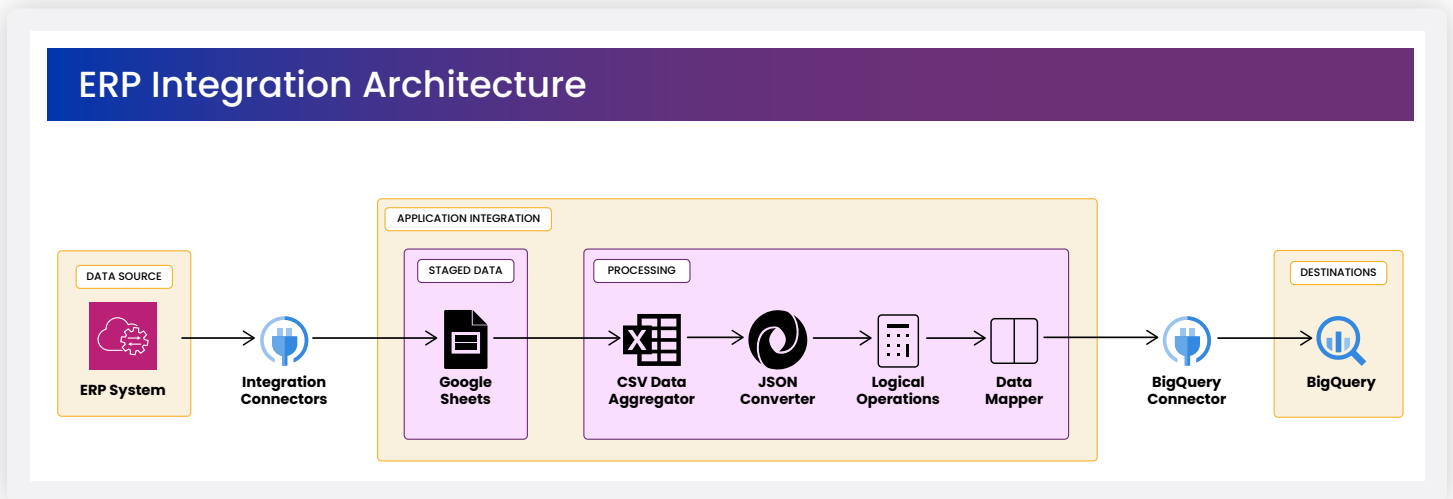 ERP Integration Architecture
APPLICATION INTEGRATION
DATA SOURCE
STAGED DATA
PROCESSING
DESTINATIONS
ERP System
Integration
Connectors
Google
Sheets
X
CSV Data
Aggregator
JSON
Converter
Logical
Operations
Data
Mapper
BigQuery
Connector
BigQuery